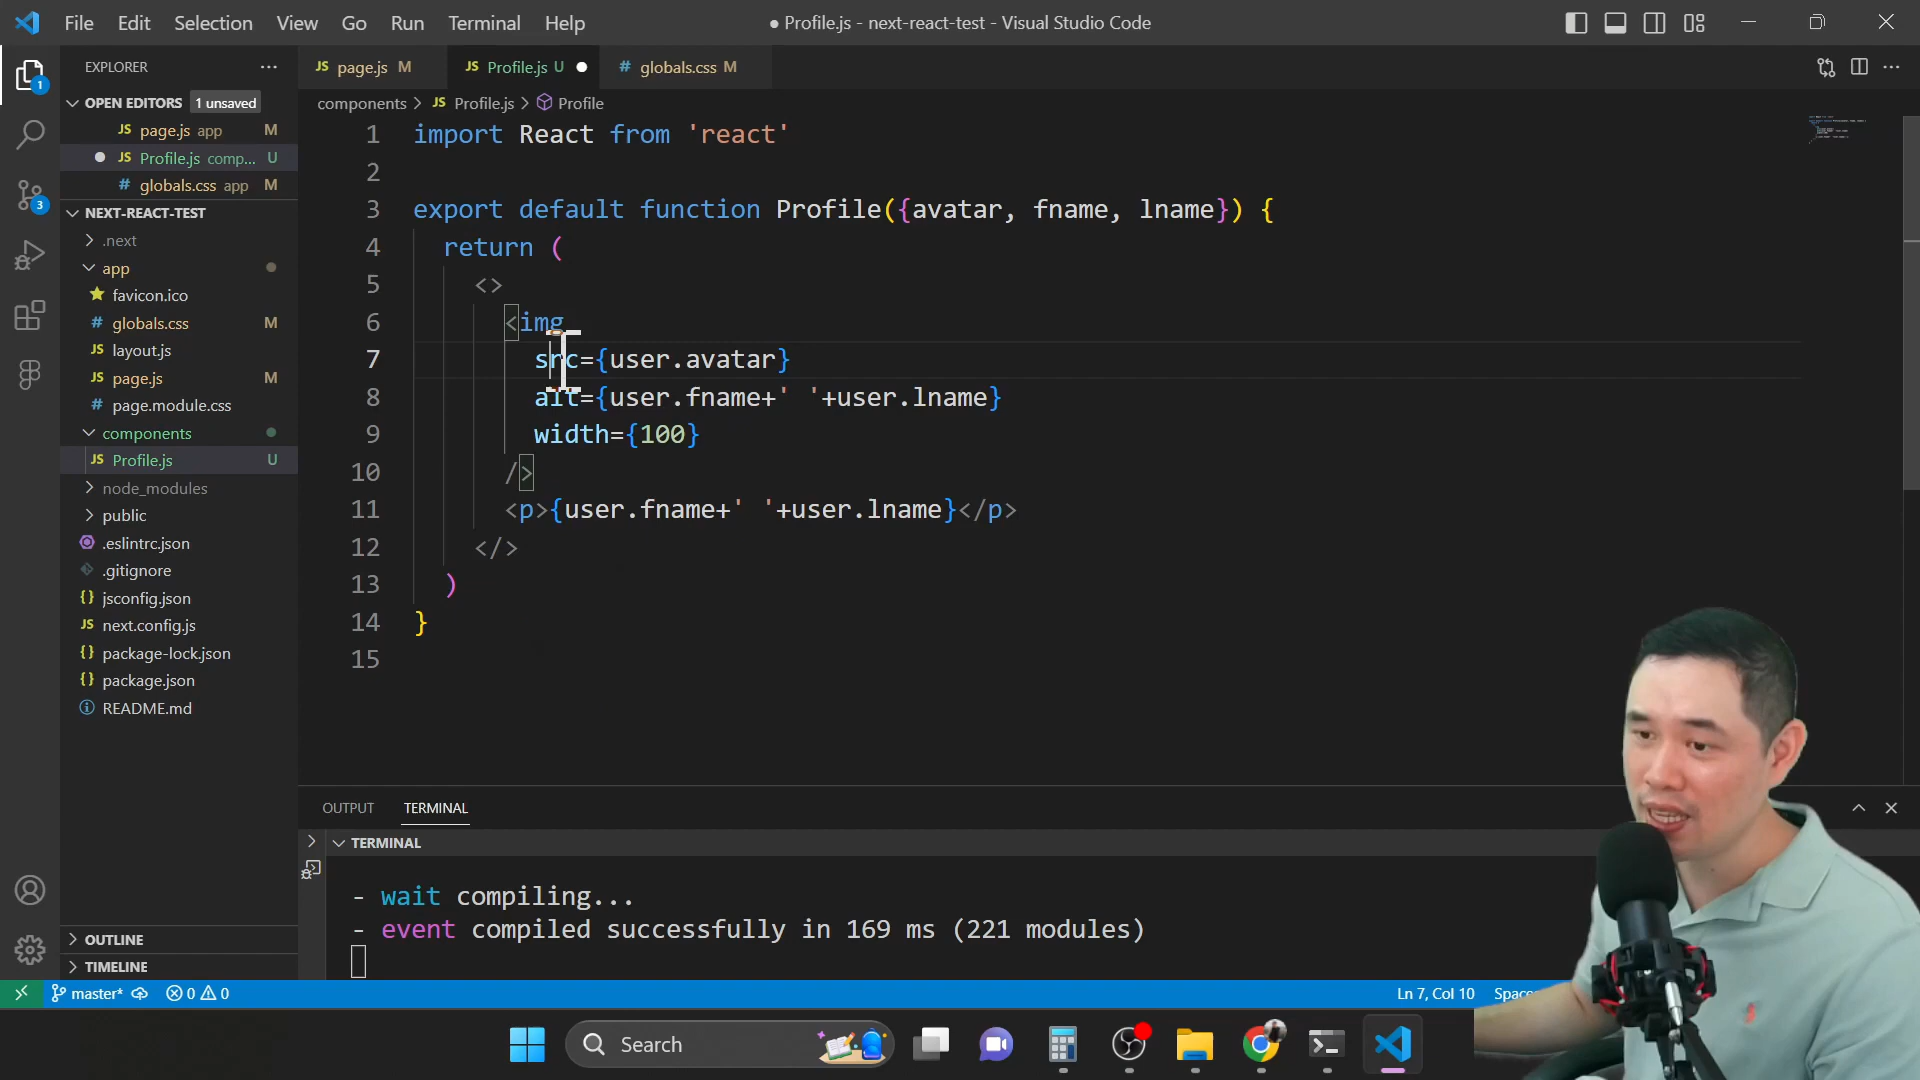 File Edit Selection View Go Run Terminal Help
● Profile.js - next-react-test - Visual Studio Code
EXPLORER
JS page.js M
JS Profile.js U
# globals.css M
OPEN EDITORS 1 unsaved
JS page.js app M
JS Profile.js comp... U
# globals.css app M
NEXT-REACT-TEST
.next
app
favicon.ico
# globals.css M
JS layout.js
JS page.js M
# page.module.css
components
JS Profile.js U
node_modules
public
.eslintrc.json
.gitignore
{} jsconfig.json
JS next.config.js
{} package-lock.json
{} package.json
README.md
OUTLINE
TIMELINE
components > JS Profile.js > Profile
1 import React from 'react'
2
3 export default function Profile({avatar, fname, lname}) {
4 return (
5 <>
6 <img
7 src={user.avatar}
8 alt={user.fname+' '+user.lname}
9 width={100}
10 />
11 <p>{user.fname+' '+user.lname}</p>
12 </>
13 )
14 }
15
OUTPUT TERMINAL
TERMINAL
- wait compiling...
- event compiled successfully in 169 ms (221 modules)
1
3
master* 0 0
Ln 7, Col 10
Search